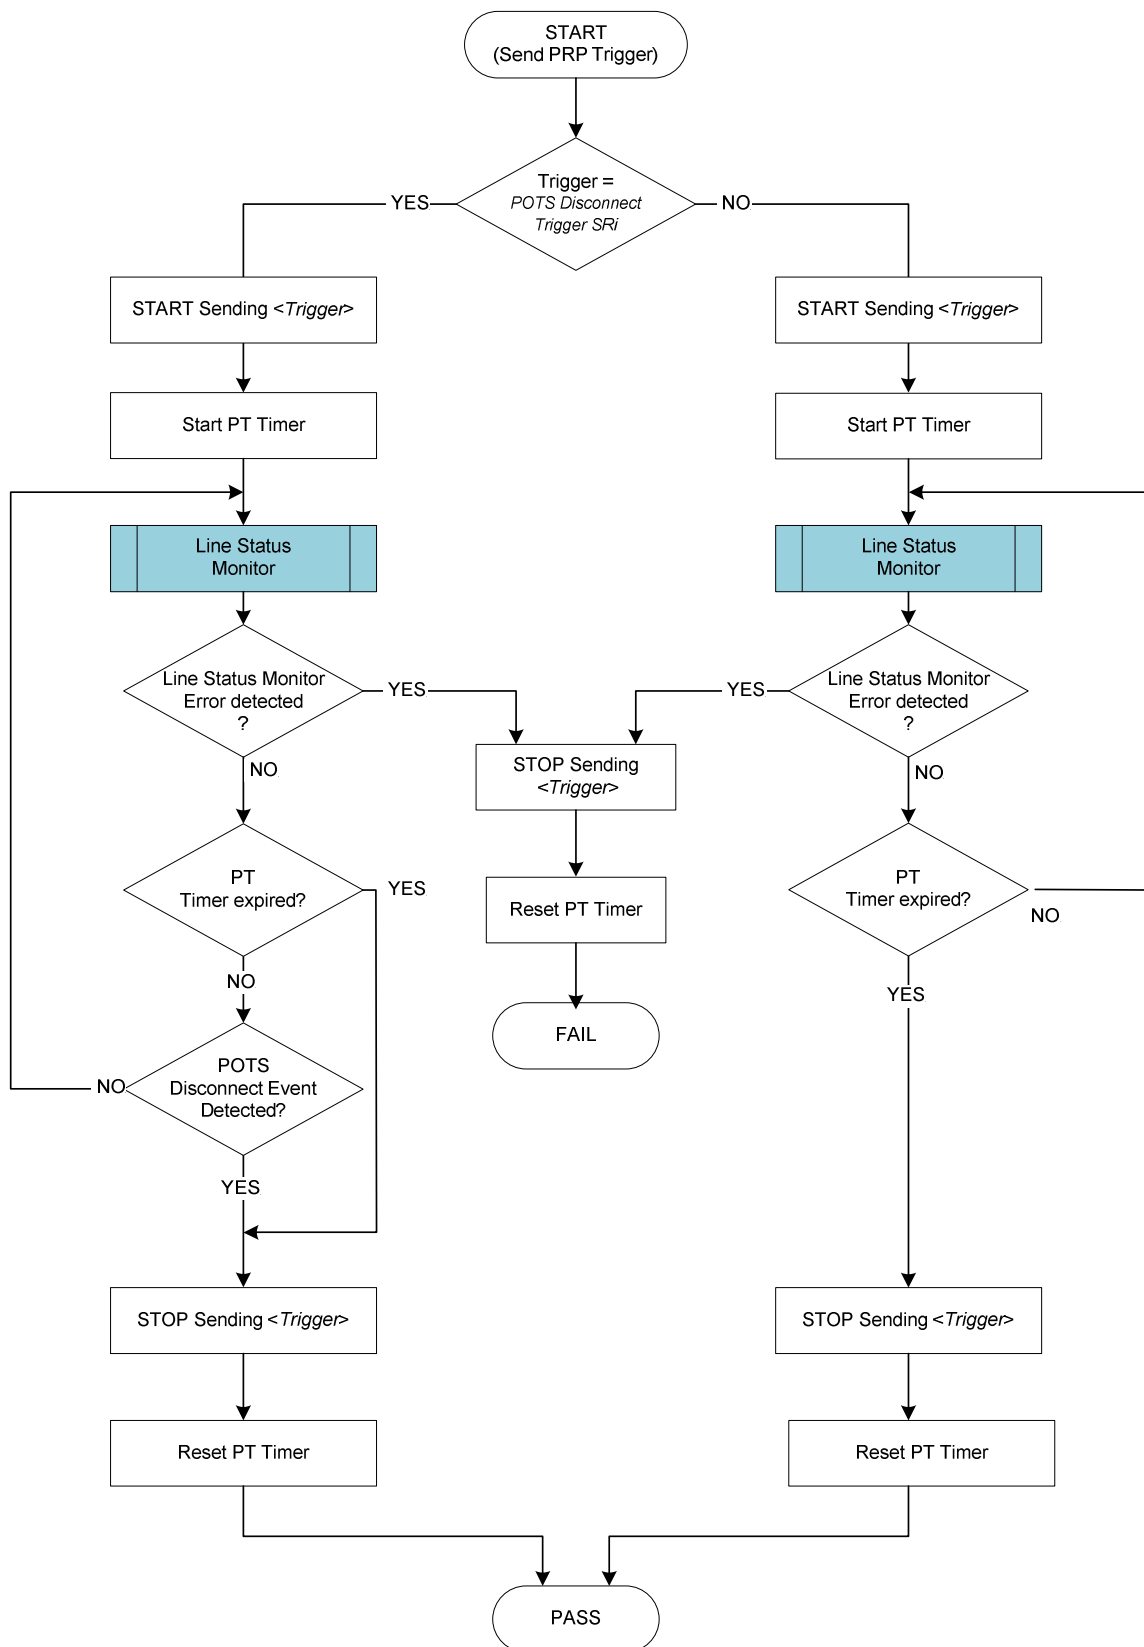 START
(Send PRP Trigger)
Trigger =
POTS Disconnect
Trigger SRi
YES
NO
START Sending <Trigger>
START Sending <Trigger>
Start PT Timer
Start PT Timer
Line Status
Monitor
Line Status
Monitor
Line Status Monitor
Error detected
?
YES
YES
Line Status Monitor
Error detected
?
NO
STOP Sending
<Trigger>
NO
PT
Timer expired?
YES
Reset PT Timer
PT
Timer expired?
NO
NO
YES
FAIL
POTS
Disconnect Event
Detected?
NO
YES
STOP Sending <Trigger>
STOP Sending <Trigger>
Reset PT Timer
Reset PT Timer
PASS